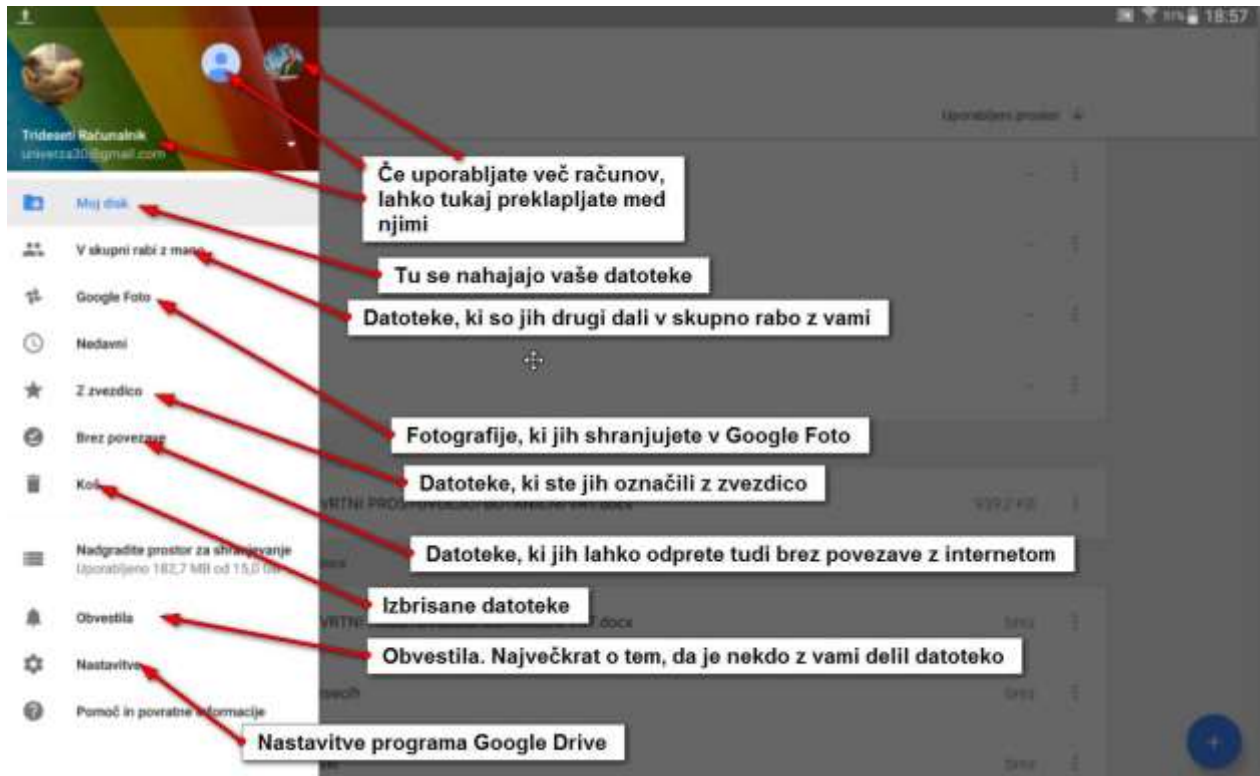 18:57
Trideseti Računalnik
univerza30@gmail.com
Uporabljeni prostor
Če uporabljate več računov,
lahko tukaj preklapljate med
njimi
Moj disk
V skupni rabi z mano
Tu se nahajajo vaše datoteke
Google Foto
Datoteke, ki so jih drugi dali v skupno rabo z vami
Nedavni
Z zvezdico
Brez povezave
Fotografije, ki jih shranjujete v Google Foto
Koš
Datoteke, ki ste jih označili z zvezdico
Nadgradite prostor za shranjevanje
Uporabljeno 182,7 MB od 15,0 GB
Datoteke, ki jih lahko odprete tudi brez povezave z internetom
Izbrisane datoteke
Obvestila
Obvestila. Največkrat o tem, da je nekdo z vami delil datoteko
Nastavitve
Pomoč in povratne informacije
Nastavitve programa Google Drive